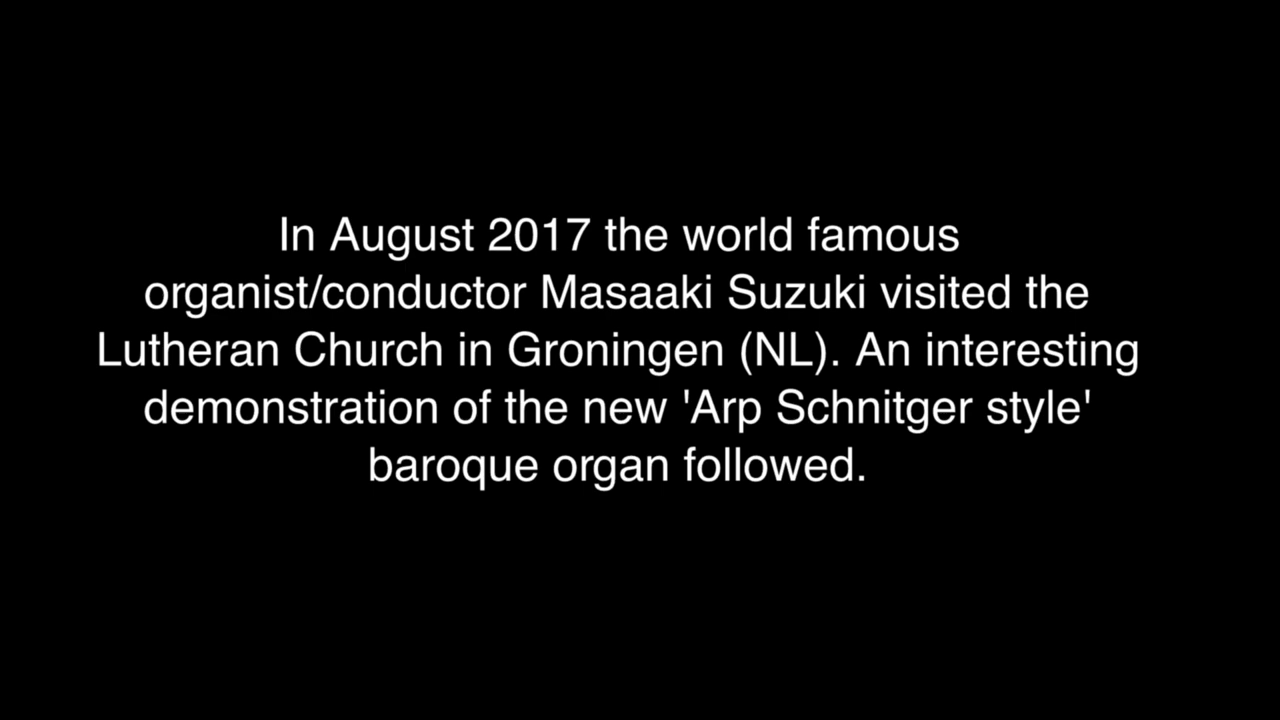 In August 2017 the world famous
organist/conductor Masaaki Suzuki visited the
Lutheran Church in Groningen (NL). An interesting
demonstration of the new 'Arp Schnitger style'
baroque organ followed.